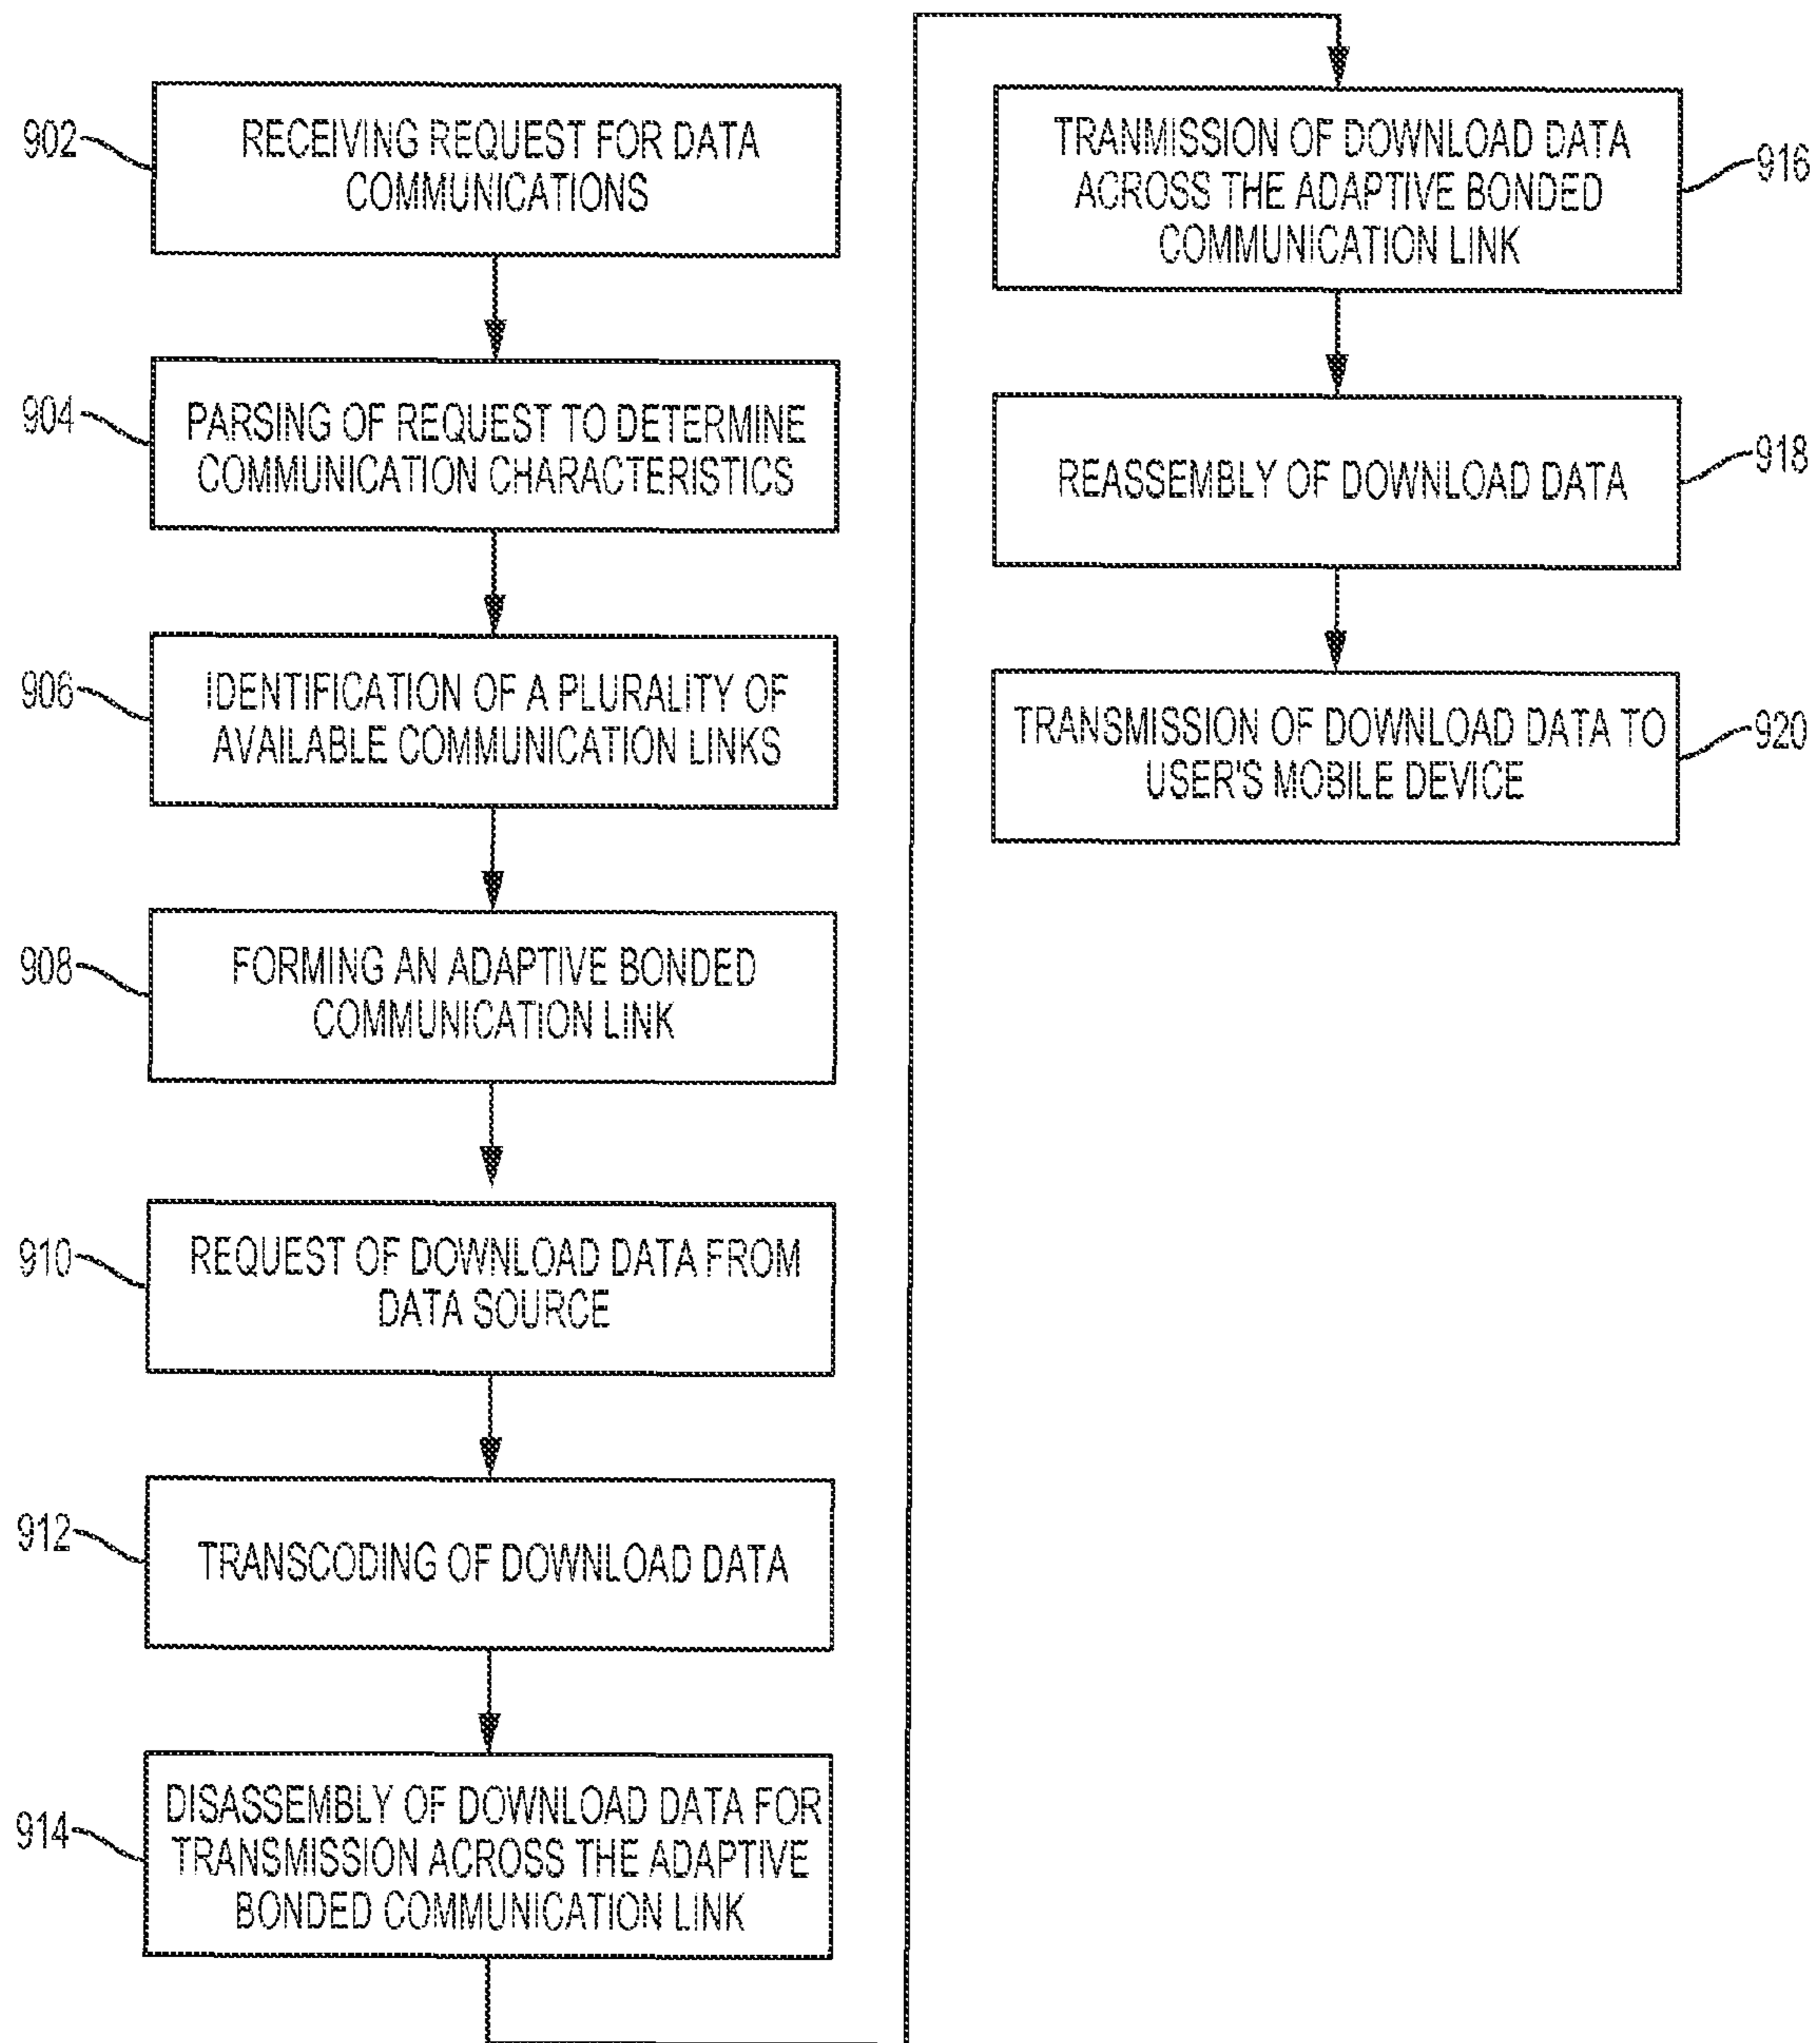 902
RECEIVING REQUEST FOR DATA
COMMUNICATIONS
904
PARSING OF REQUEST TO DETERMINE
COMMUNICATION CHARACTERISTICS
906
IDENTIFICATION OF A PLURALITY OF
AVAILABLE COMMUNICATION LINKS
908
FORMING AN ADAPTIVE BONDED
COMMUNICATION LINK
910
REQUEST OF DOWNLOAD DATA FROM
DATA SOURCE
912
TRANSCODING OF DOWNLOAD DATA
914
DISASSEMBLY OF DOWNLOAD DATA FOR
TRANSMISSION ACROSS THE ADAPTIVE
BONDED COMMUNICATION LINK
TRANMISSION OF DOWNLOAD DATA
ACROSS THE ADAPTIVE BONDED
COMMUNICATION LINK
916
REASSEMBLY OF DOWNLOAD DATA
918
TRANSMISSION OF DOWNLOAD DATA TO
USER'S MOBILE DEVICE
920